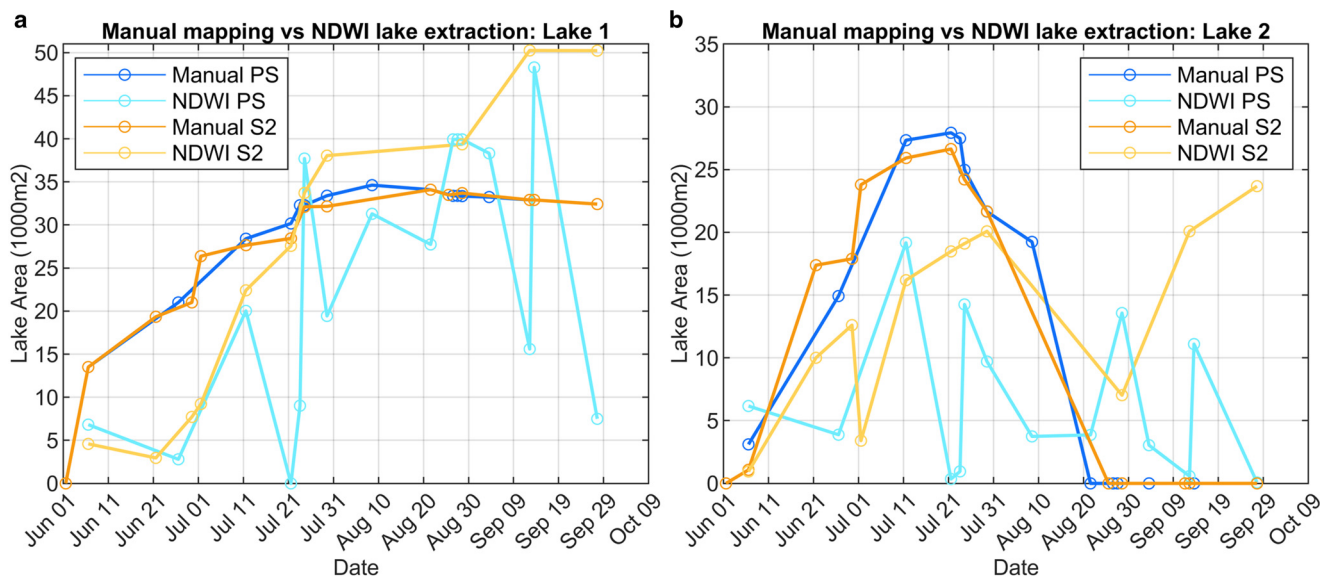 a
Manual mapping vs NDWI lake extraction: Lake 1
Lake Area (1000m2)
50
45
40
35
30
25
20
15
10
5
0
Manual PS
NDWI PS
Manual S2
NDWI S2
Jun 01
Jun 11
Jun 21
Jul 01
Jul 11
Jul 21
Jul 31
Aug 10
Aug 20
Aug 30
Sep 09
Sep 19
Sep 29
Oct 09
Date
b
Manual mapping vs NDWI lake extraction: Lake 2
Lake Area (1000m2)
35
30
25
20
15
10
5
0
Manual PS
NDWI PS
Manual S2
NDWI S2
Jun 01
Jun 11
Jun 21
Jul 01
Jul 11
Jul 21
Jul 31
Aug 10
Aug 20
Aug 30
Sep 09
Sep 19
Sep 29
Oct 09
Date